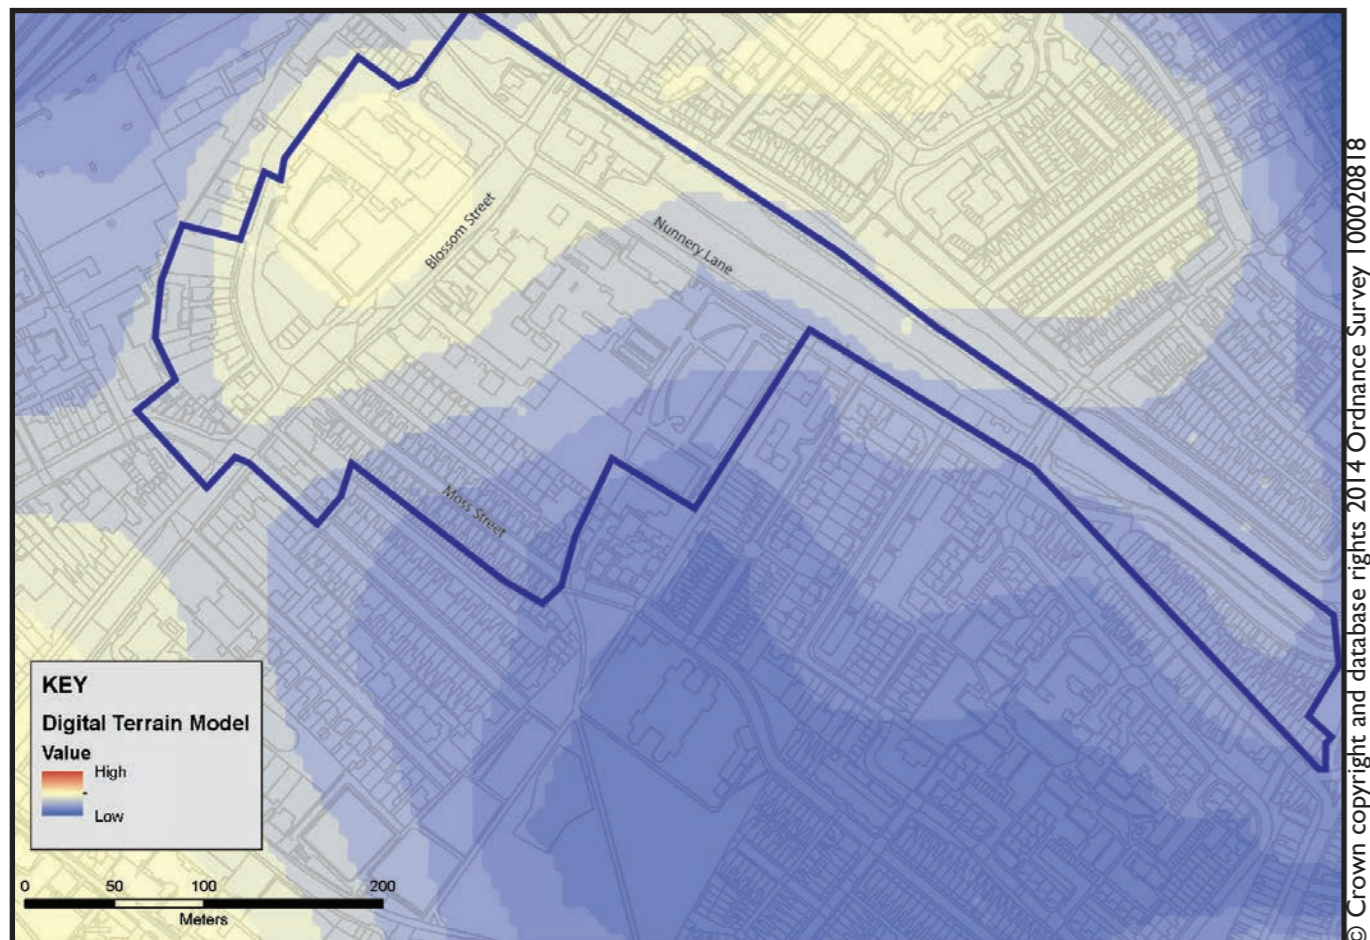 Blossom Street
Nunnery Lane
Moss Street
KEY
Digital Terrain Model
Value
High
-
Low
0 50 100 200
Meters
© Crown copyright and database rights 2014 Ordnance Survey 100020818